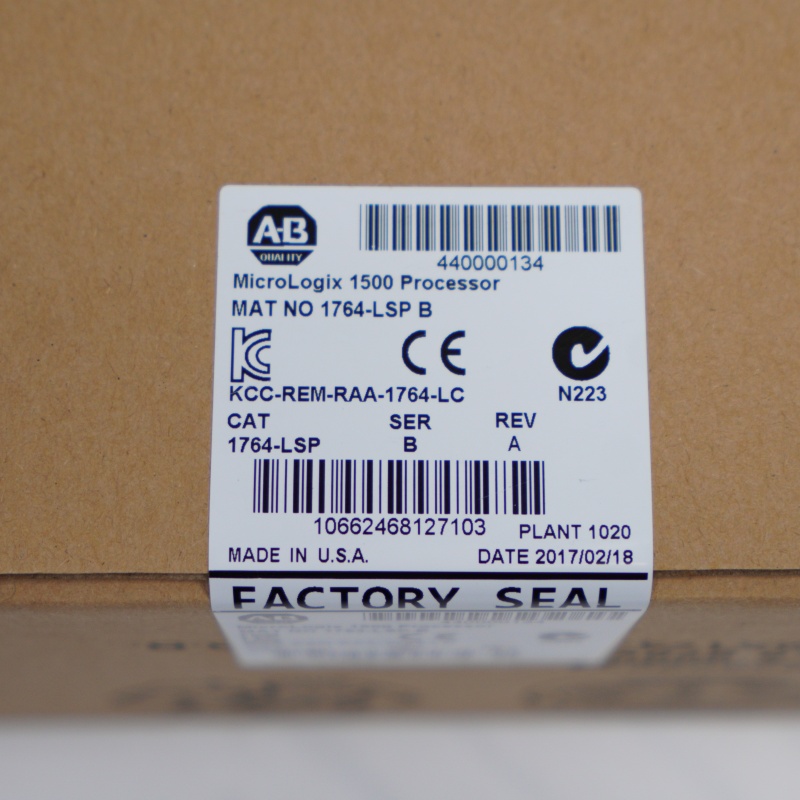 A-B
QUALITY
440000134
MicroLogix 1500 Processor
MAT NO 1764-LSP B
KC
CE
KCC-REM-RAA-1764-LC
N223
CAT SER REV
1764-LSP B A
10662468127103
PLANT 1020
MADE IN U.S.A.
DATE 2017/02/18
FACTORY SEAL